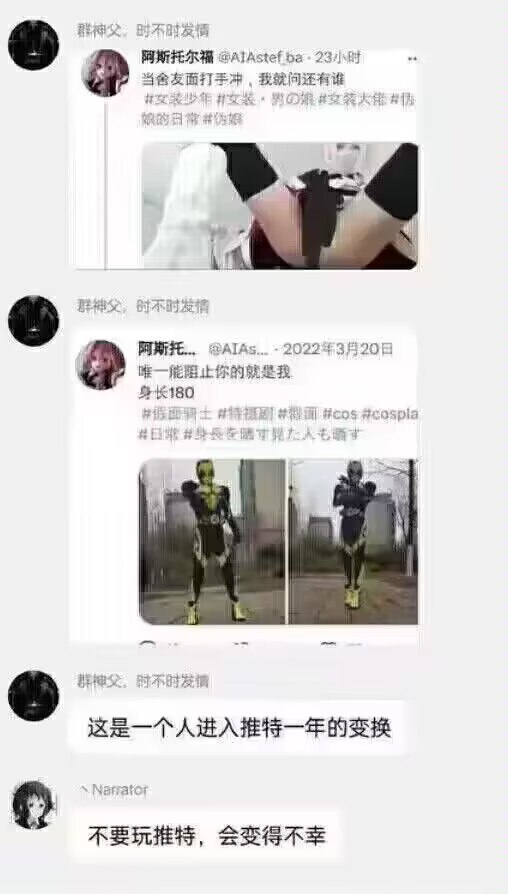 群神父，时不时发情
阿斯托尔福 @AIAstef_ba · 23小时
当舍友面打手冲，我就问还有谁
#女装少年 #女装·男の娘 #女装大佬 #伪
娘的日常 #伪娘
群神父，时不时发情
阿斯托... @AIAs... · 2022年3月20日
唯一能阻止你的就是我
身长180
#假面骑士 #特摄剧 #假面 #cos #cospla
#日常 #身長を晒す見た人も晒す
群神父，时不时发情
这是一个人进入推特一年的变换
丶Narrator
不要玩推特，会变得不幸